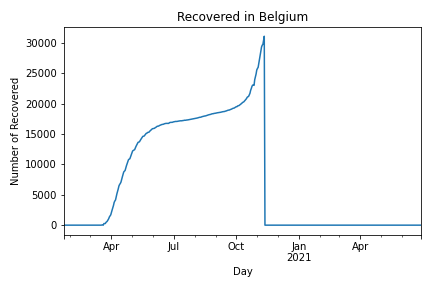 Recovered in Belgium
30000
25000
20000
15000
10000
5000
0
Number of Recovered
Apr Jul Oct Jan Apr
2021
Day